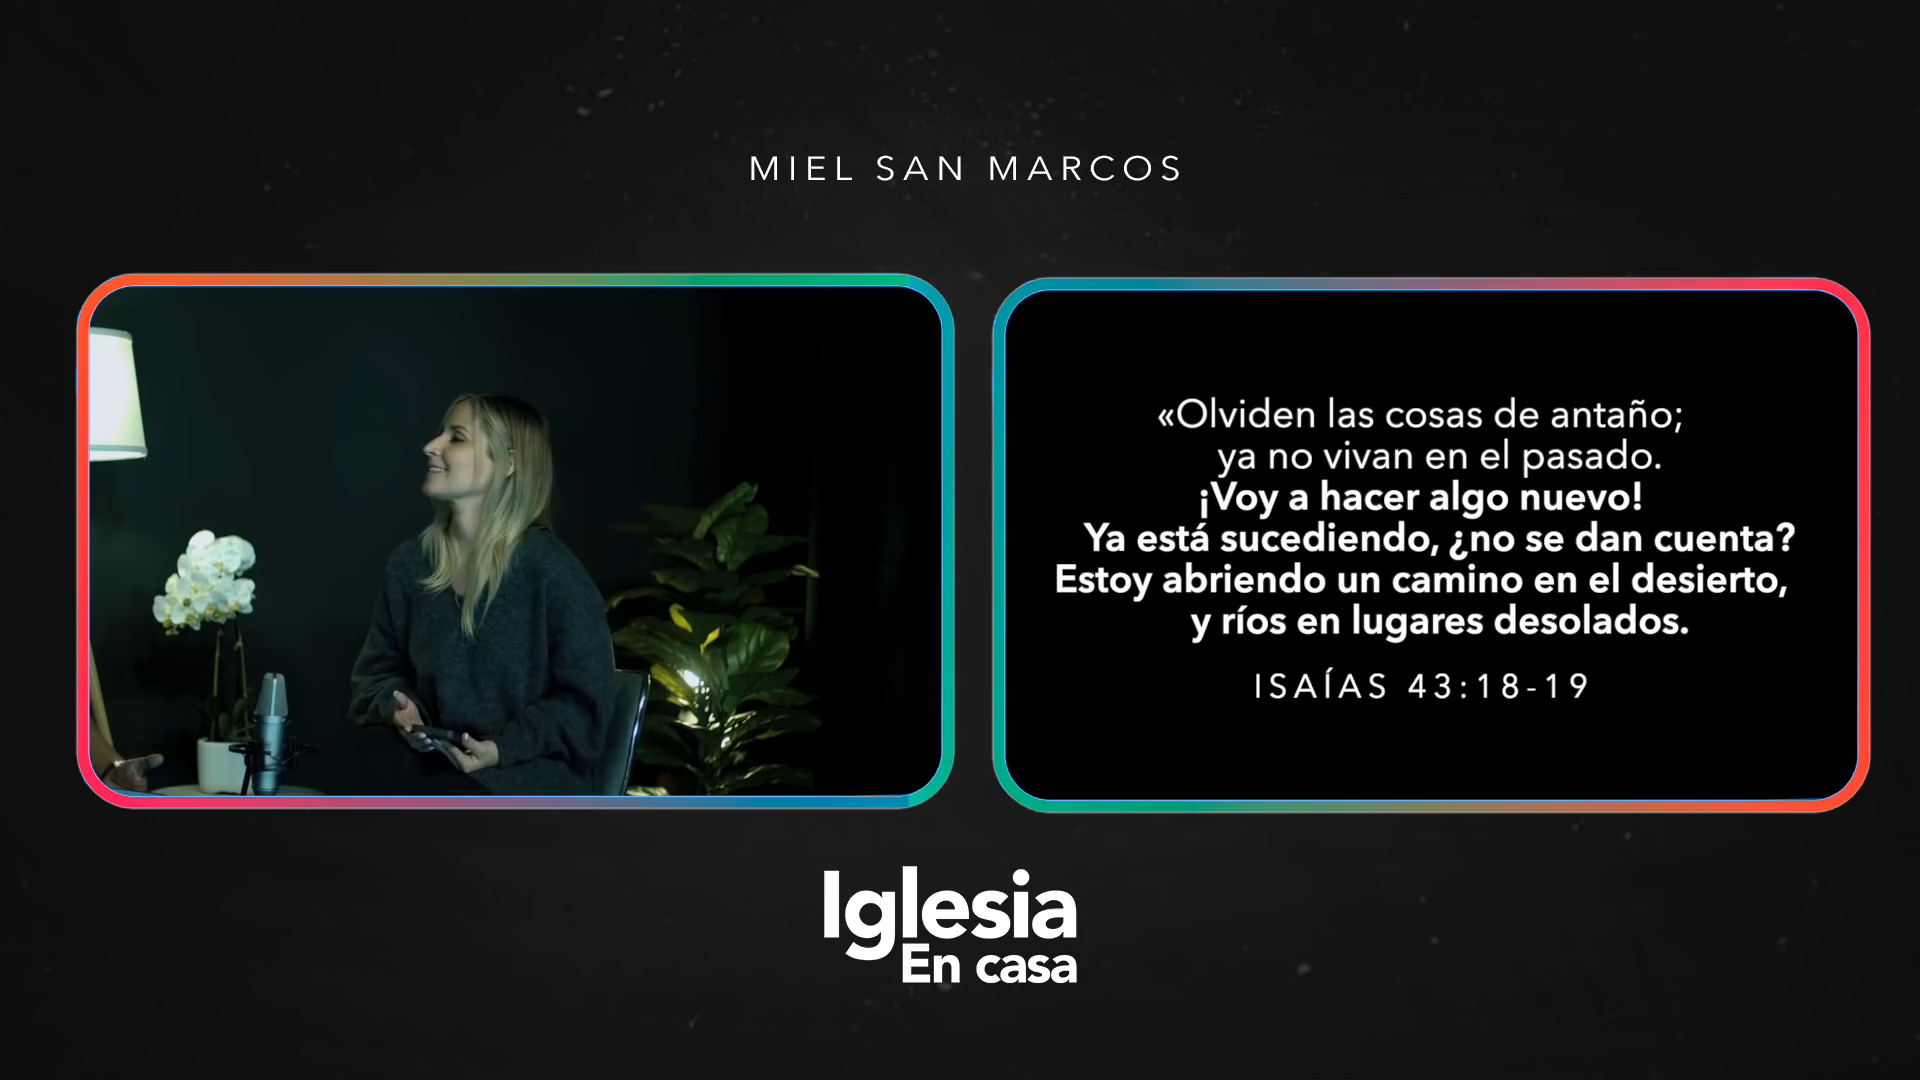 MIEL SAN MARCOS
«Olviden las cosas de antaño;
ya no vivan en el pasado.
¡Voy a hacer algo nuevo!
Ya está sucediendo, ¿no se dan cuenta?
Estoy abriendo un camino en el desierto,
y ríos en lugares desolados.
ISAÍAS 43:18-19
Iglesia
En casa